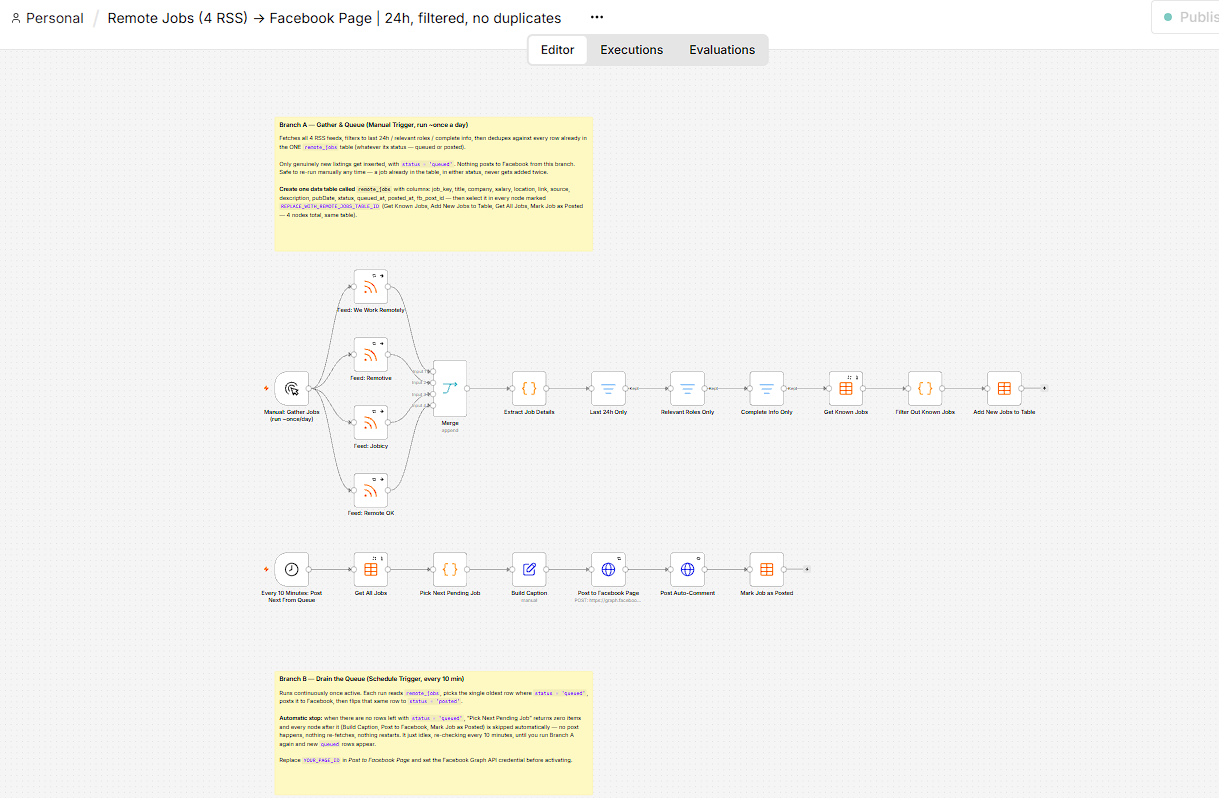 Personal / Remote Jobs (4 RSS) → Facebook Page | 24h, filtered, no duplicates ...
Publis
Editor Executions Evaluations
Branch A — Gather & Queue (Manual Trigger, run ~once a day)
Fetches all 4 RSS feeds, filters to last 24h / relevant roles / complete info, then dedupes against every row already in
the ONE remote_jobs table (whatever its status — queued or posted).
Only genuinely new listings get inserted, with status = 'queued'. Nothing posts to Facebook from this branch.
Safe to re-run manually any time — a job already in the table, in either status, never gets added twice.
Create one data table called remote_jobs with columns: job_key, title, company, salary, location, link, source,
description, pubDate, status, queued_at, posted_at, fb_post_id — then select it in every node marked
REPLACE_WITH_REMOTE_JOBS_TABLE_ID (Get Known Jobs, Add New Jobs to Table, Get All Jobs, Mark Job as Posted
— 4 nodes total, same table).
Feed: We Work Remotely
Feed: Remotive
Feed: Jobicy
Feed: Remote OK
Manual: Gather Jobs
(run ~once/day)
Input 1
Input 2
Input 3
Merge
append
Extract Job Details
Last 24h Only
Kept
Relevant Roles Only
Kept
Complete Info Only
Kept
Get Known Jobs
Filter Out Known Jobs
Add New Jobs to Table
Every 10 Minutes: Post
Next From Queue
Get All Jobs
Pick Next Pending Job
Build Caption
manual
Post to Facebook Page
POST: https://graph.faceboo...
Post Auto-Comment
Mark Job as Posted
Branch B — Drain the Queue (Schedule Trigger, every 10 min)
Runs continuously once active. Each run reads remote_jobs, picks the single oldest row where status = 'queued',
posts it to Facebook, then flips that same row to status = 'posted'.
Automatic stop: when there are no rows left with status = 'queued', "Pick Next Pending Job" returns zero items
and every node after it (Build Caption, Post to Facebook, Mark Job as Posted) is skipped automatically — no post
happens, nothing re-fetches, nothing restarts. It just idles, re-checking every 10 minutes, until you run Branch A
again and new queued rows appear.
Replace YOUR_PAGE_ID in Post to Facebook Page and set the Facebook Graph API credential before activating.